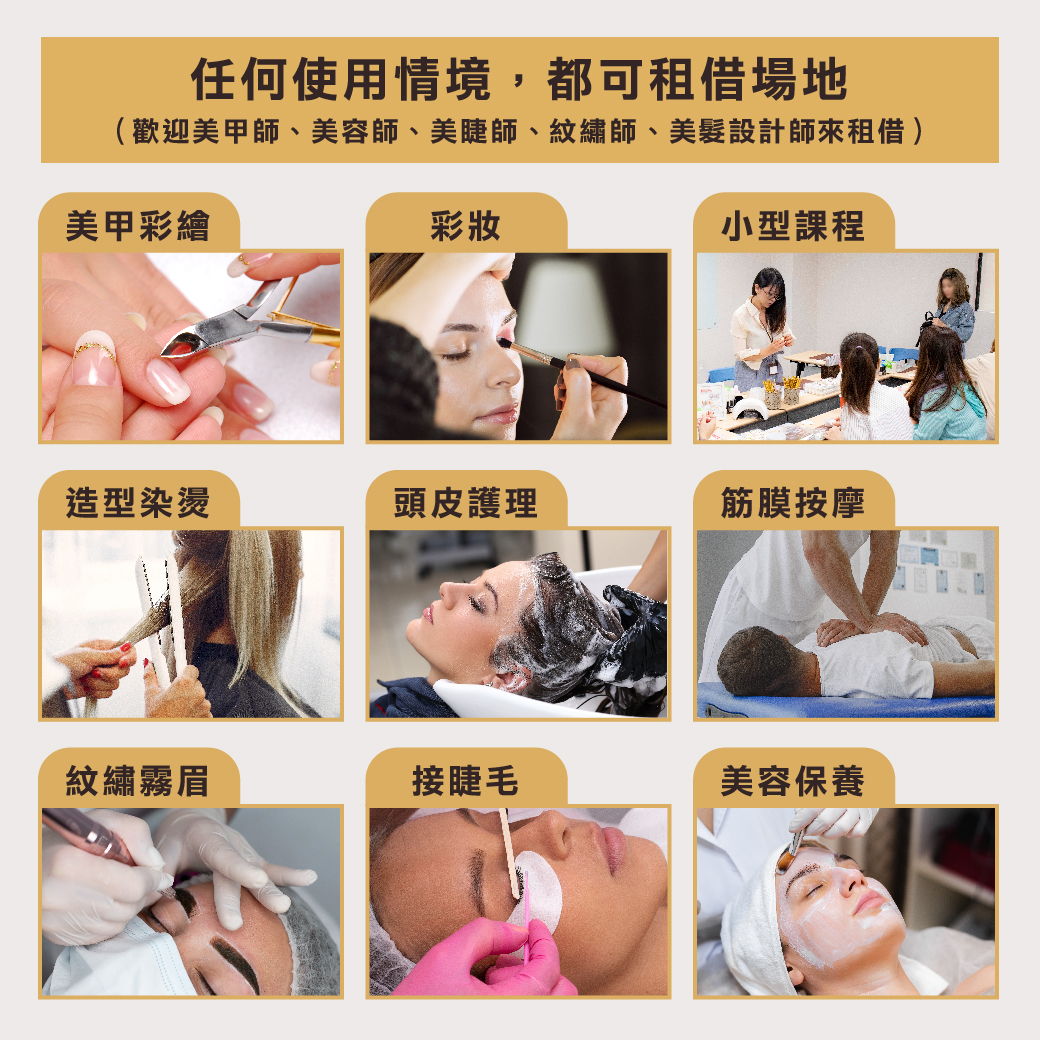 任何使用情境，都可租借場地
（歡迎美甲師、美容師、美睫師、紋繡師、美髮設計師來租借）
美甲彩繪
彩妝
小型課程
造型染燙
頭皮護理
筋膜按摩
紋繡霧眉
接睫毛
美容保養